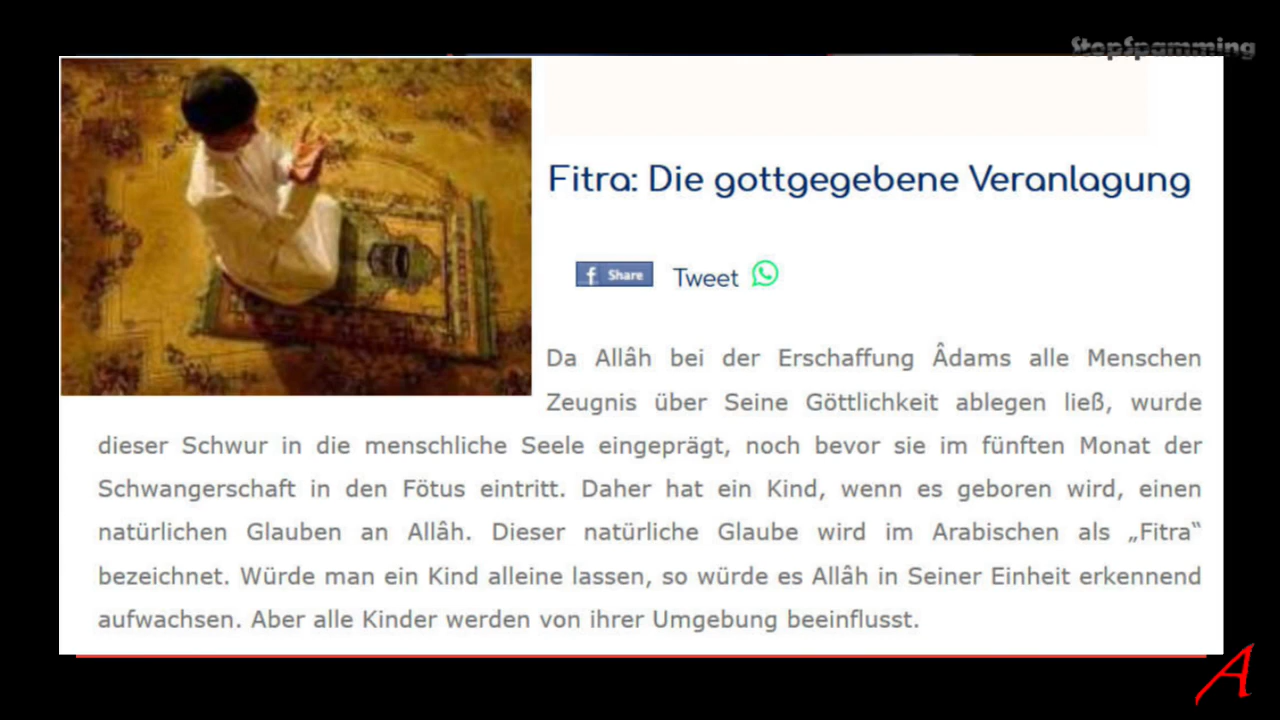 StopSpamming
Fitra: Die gottgegebene Veranlagung
f Share Tweet
Da Allâh bei der Erschaffung Âdams alle Menschen
Zeugnis über Seine Göttlichkeit ablegen ließ, wurde
dieser Schwur in die menschliche Seele eingeprägt, noch bevor sie im fünften Monat der
Schwangerschaft in den Fötus eintritt. Daher hat ein Kind, wenn es geboren wird, einen
natürlichen Glauben an Allâh. Dieser natürliche Glaube wird im Arabischen als „Fitra“
bezeichnet. Würde man ein Kind alleine lassen, so würde es Allâh in Seiner Einheit erkennend
aufwachsen. Aber alle Kinder werden von ihrer Umgebung beeinflusst.
A